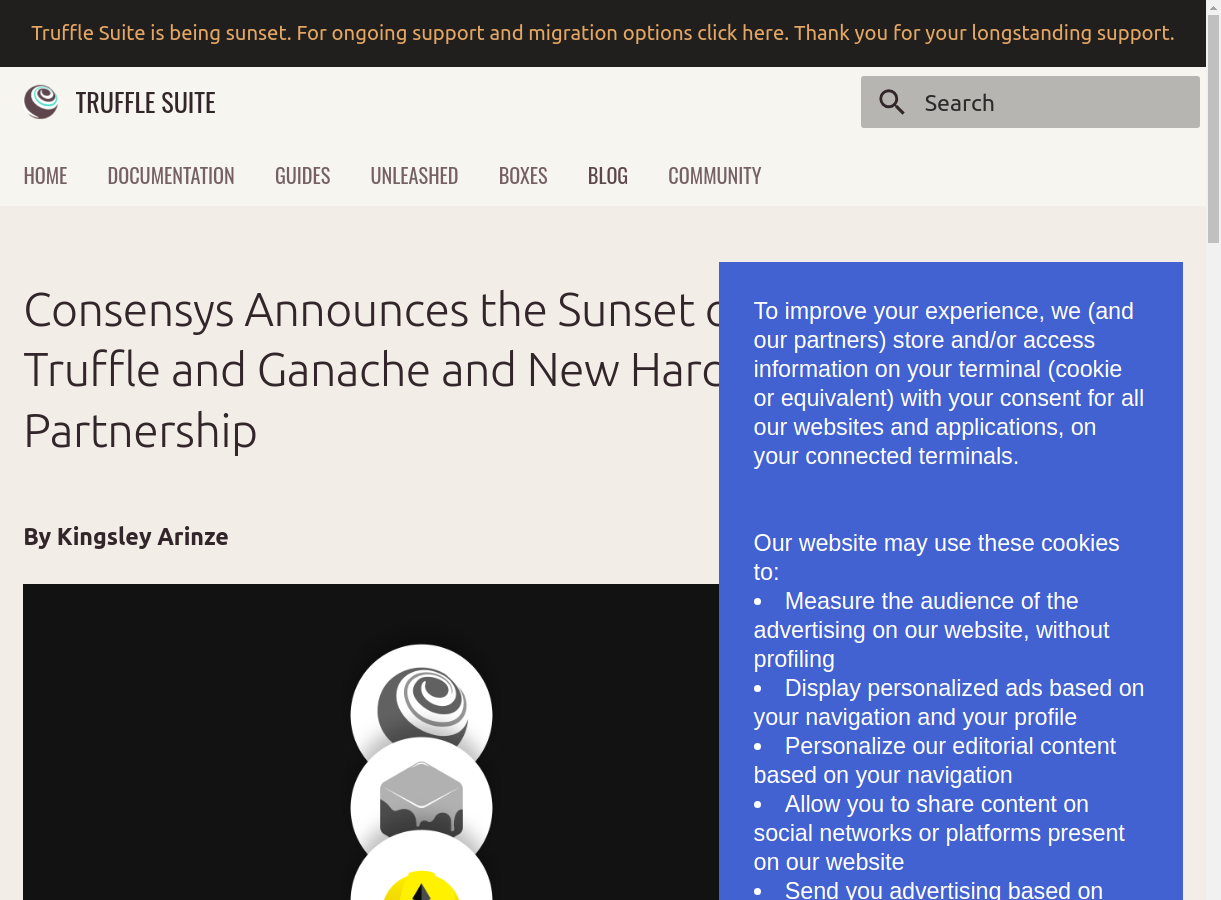 Truffle Suite is being sunset. For ongoing support and migration options click here. Thank you for your longstanding support.
TRUFFLE SUITE
Search
HOME DOCUMENTATION GUIDES UNLEASHED BOXES BLOG COMMUNITY
Consensys Announces the Sunset
Truffle and Ganache and New
Partnership
By Kingsley Arinze
To improve your experience, we (and
our partners) store and/or access
information on your terminal (cookie
or equivalent) with your consent for all
our websites and applications, on
your connected terminals.
Our website may use these cookies
to:
• Measure the audience of the
advertising on our website, without
profiling
• Display personalized ads based on
your navigation and your profile
• Personalize our editorial content
based on your navigation
• Allow you to share content on
social networks or platforms present
on our website
• Send you advertising based on